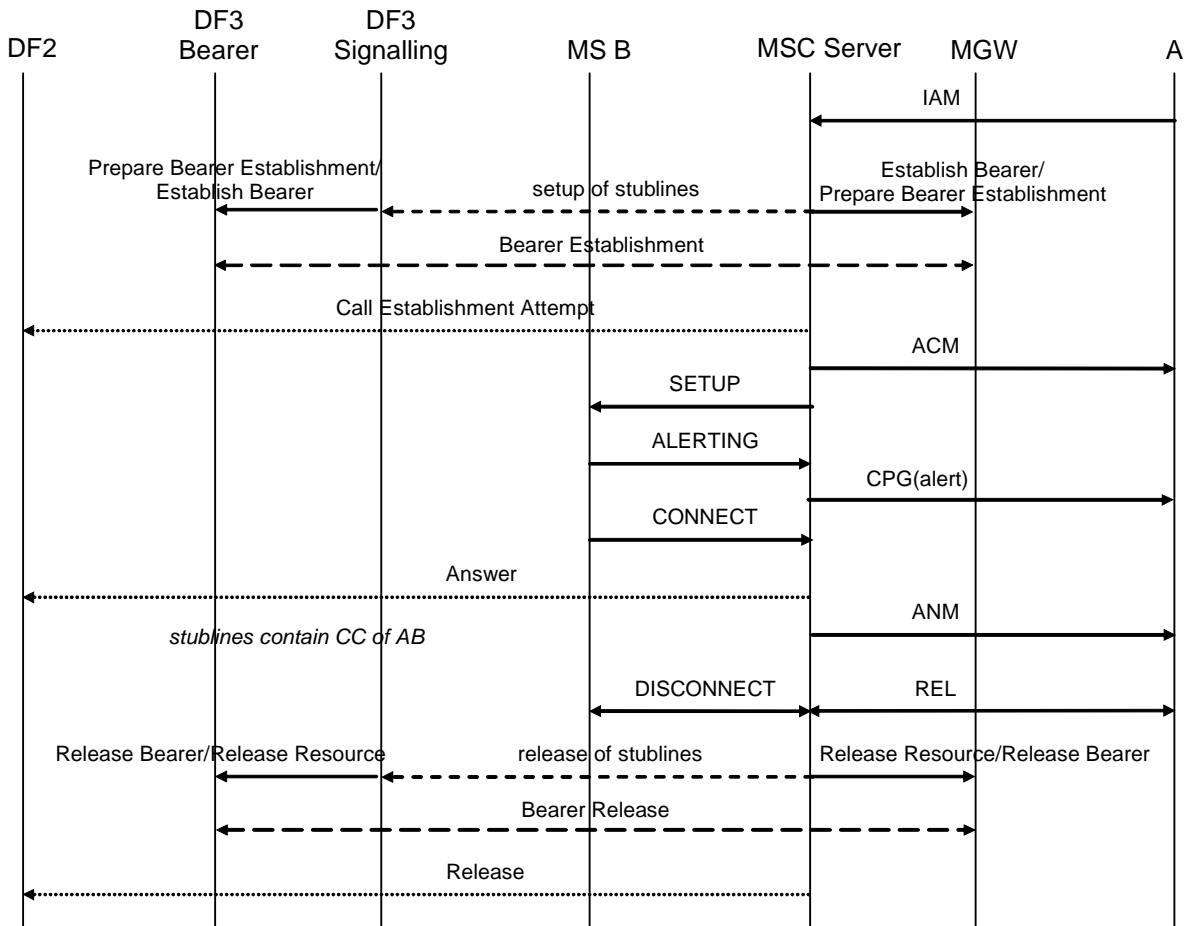 DF2
DF3
Bearer
DF3
Signalling
MS B
MSC Server
MGW
A
IAM
Prepare Bearer Establishment/
Establish Bearer
setup of stublines
Establish Bearer/
Prepare Bearer Establishment
Bearer Establishment
Call Establishment Attempt
ACM
SETUP
ALERTING
CPG(alert)
CONNECT
Answer
ANM
stublines contain CC of AB
DISCONNECT
REL
Release Bearer/Release Resource
release of stublines
Release Resource/Release Bearer
Bearer Release
Release